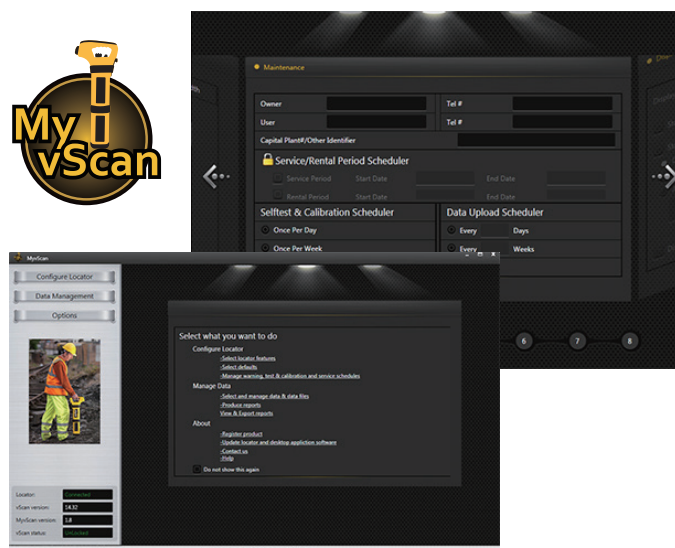 My
vScan
Maintenance
Owner
Tel #
User
Tel #
Capital Plant#/Other Identifier
Service/Rental Period Scheduler
Service Period Start Date End Date
Rental Period Start Date End Date
Selftest & Calibration Scheduler
Data Upload Scheduler
Once Per Day
Every Days
Once Per Week
Every Weeks
6 7 8
MyvScan
Configure Locator
Data Management
Options
Select what you want to do
Configure Locator
-Select locator features
-Select defaults
-Manage warning, test & calibration and service schedules
Manage Data
-Select and manage data & data files
-Produce reports
View & Export reports
About
-Register product
-Update locator and desktop appliction software
-Contact us
-Help
Do not show this again
Locator: Connected
vScan version: 14.32
MyvScan version: 1.8
vScan status: UnLocked